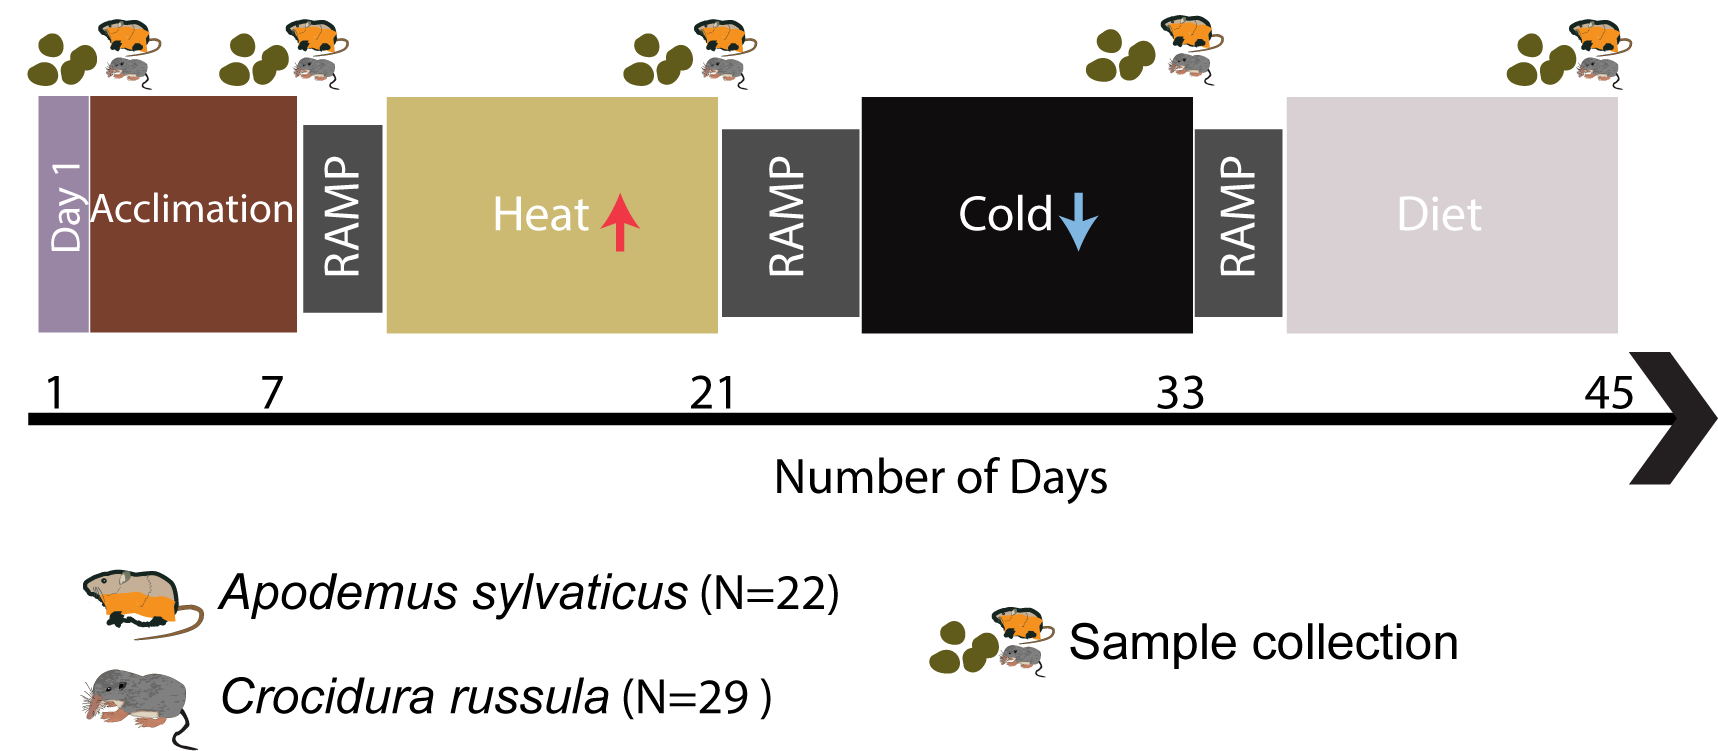 Day 1
Acclimation
RAMP
Heat
RAMP
Cold
RAMP
Diet
1
7
21
33
45
Number of Days
Apodemus sylvaticus (N=22)
Crocidura russula (N=29 )
Sample collection